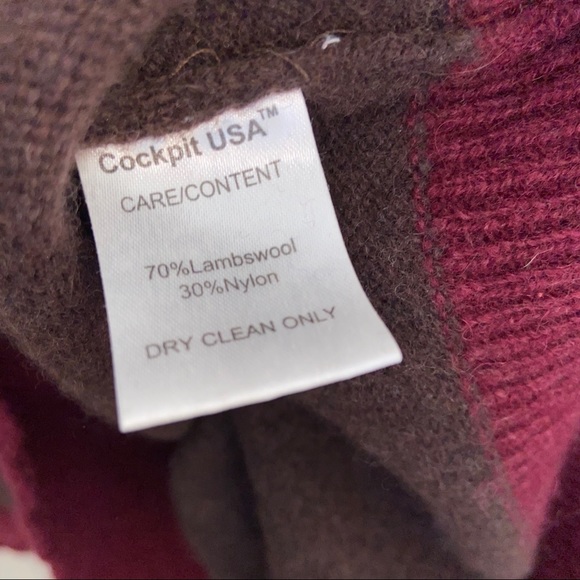 Cockpit USA™
CARE/CONTENT
70%Lambswool
30%Nylon
DRY CLEAN ONLY